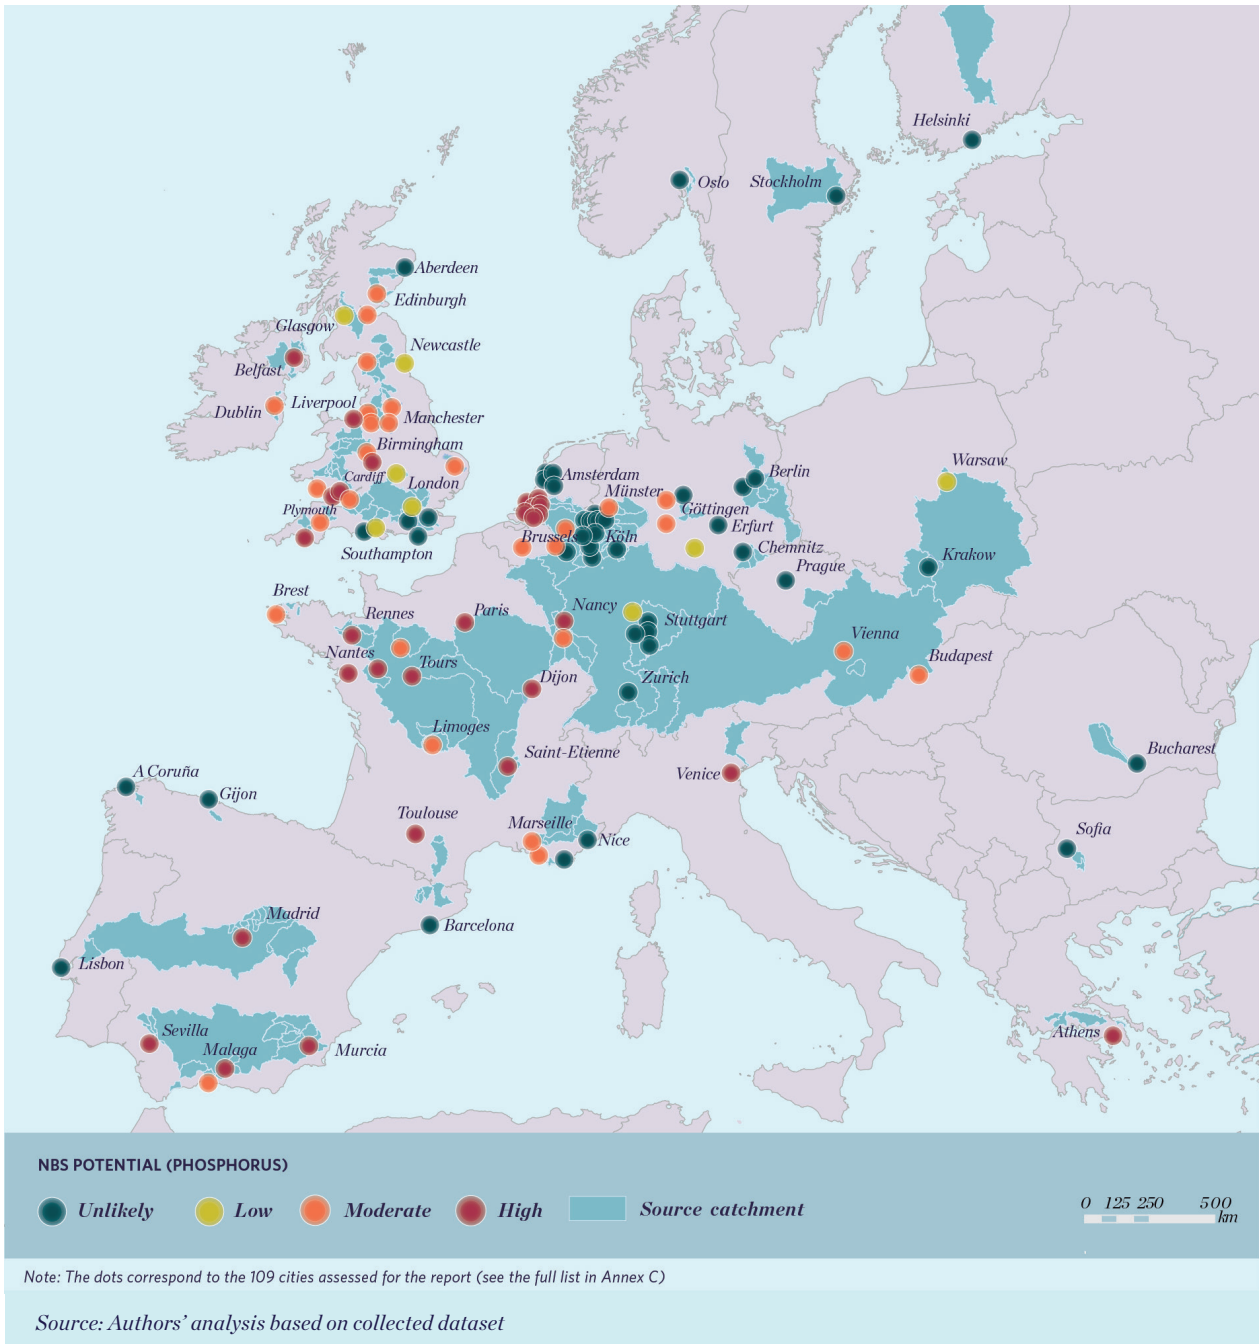 Helsinki
Oslo
Stockholm
Aberdeen
Edinburgh
Glasgow
Newcastle
Belfast
Dublin
Liverpool
Manchester
Birmingham
Cardiff
London
Plymouth
Southampton
Amsterdam
Münster
Berlin
Warsaw
Göttingen
Erfurt
Brussels
Köln
Chemnitz
Prague
Krakow
Brest
Rennes
Paris
Nancy
Stuttgart
Nantes
Tours
Vienna
Budapest
Dijon
Zurich
Limoges
Saint-Etienne
Venice
Bucharest
A Coruña
Gijon
Toulouse
Marseille
Nice
Sofia
Madrid
Barcelona
Lisbon
Sevilla
Malaga
Murcia
Athens
NBS POTENTIAL (PHOSPHORUS)
Unlikely
Low
Moderate
High
Source catchment
0 125 250 500
km
Note: The dots correspond to the 109 cities assessed for the report (see the full list in Annex C)
Source: Authors’ analysis based on collected dataset